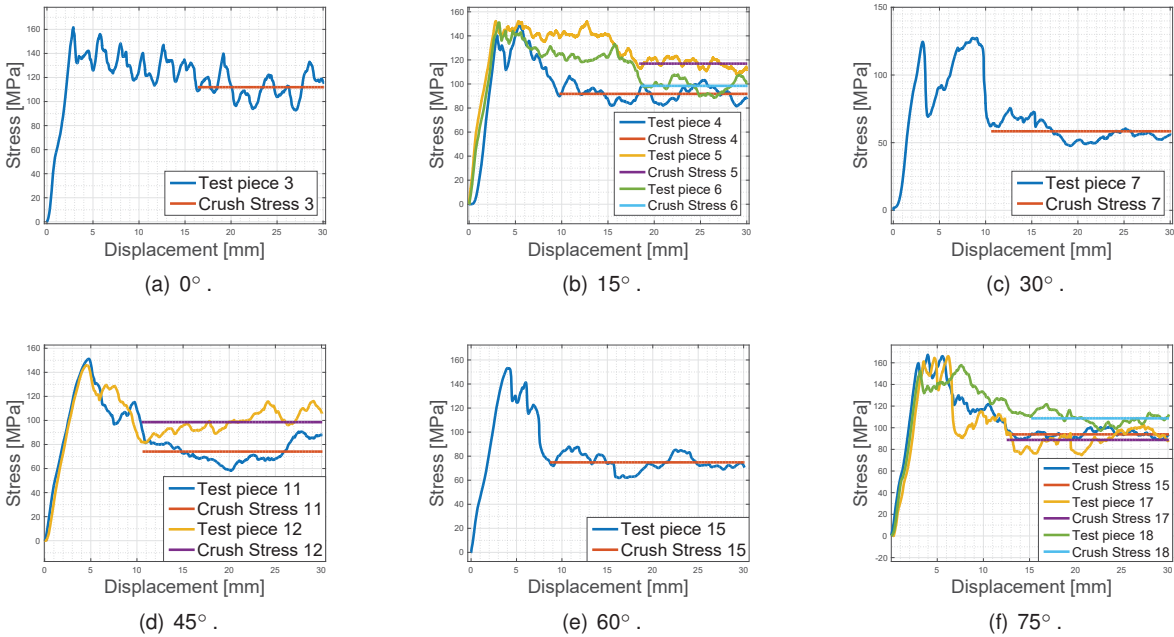 160
140
120
100
80
60
40
20
0
Stress [MPa]
Test piece 3
Crush Stress 3
0 5 10 15 20 25 30
Displacement [mm]
(a) 0° .
160
140
120
100
80
60
40
20
0
Stress [MPa]
Test piece 4
Crush Stress 4
Test piece 5
Crush Stress 5
Test piece 6
Crush Stress 6
0 5 10 15 20 25 30
Displacement [mm]
(b) 15° .
150
100
50
0
Stress [MPa]
Test piece 7
Crush Stress 7
0 5 10 15 20 25 30
Displacement [mm]
(c) 30° .
160
140
120
100
80
60
40
20
0
Stress [MPa]
Test piece 11
Crush Stress 11
Test piece 12
Crush Stress 12
0 5 10 15 20 25 30
Displacement [mm]
(d) 45° .
160
140
120
100
80
60
40
20
0
Stress [MPa]
Test piece 15
Crush Stress 15
0 5 10 15 20 25 30
Displacement [mm]
(e) 60° .
160
140
120
100
80
60
40
20
0
-20
Stress [MPa]
Test piece 15
Crush Stress 15
Test piece 17
Crush Stress 17
Test piece 18
Crush Stress 18
0 5 10 15 20 25 30
Displacement [mm]
(f) 75° .